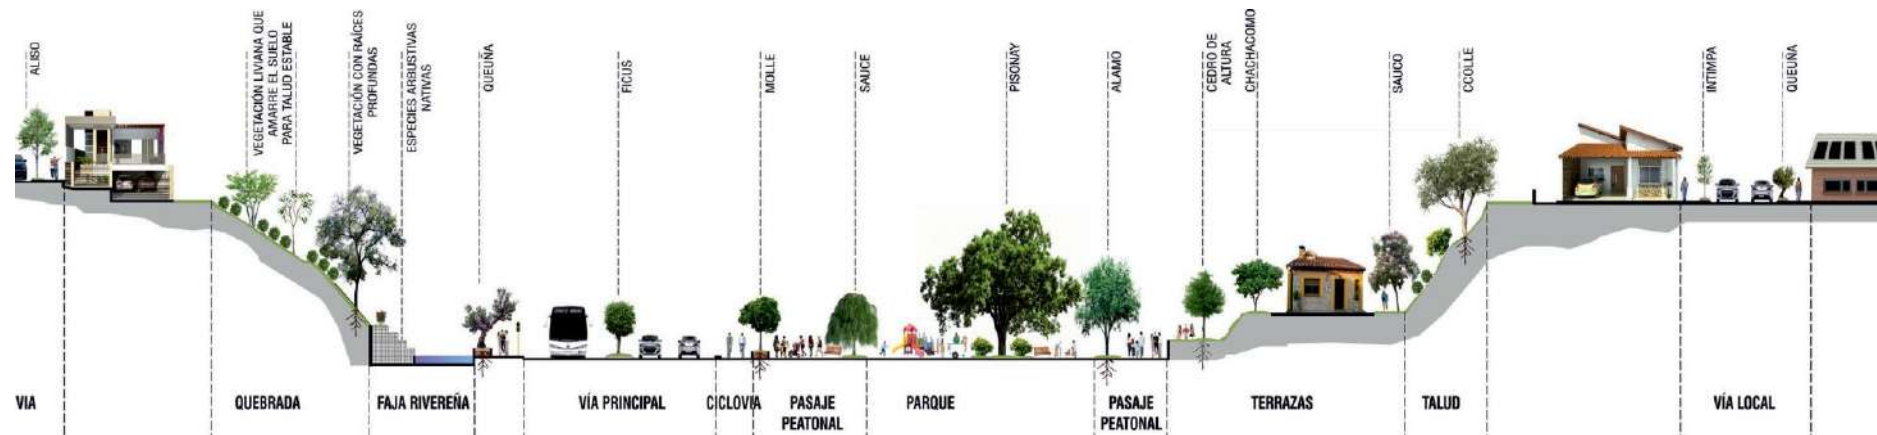 ALISO
VEGETACIÓN LIVIANA QUE
AMARRE EL SUELO
PARA TALUD ESTABLE
VEGETACIÓN CON RAÍCES
PROFUNDAS
ESPECIES ARBUSTIVAS
NATIVAS
QUEUÑA
FICUS
MOLLE
SAUCE
PISONAY
ALAMO
CEDRO DE
ALTURA
CHACHACOMO
SAUCO
CCOLLE
INTIMPA
QUEUÑA
VIA
QUEBRADA
FAJA RIVEREÑA
VÍA PRINCIPAL
CICLOVIA
PASAJE
PEATONAL
PARQUE
PASAJE
PEATONAL
TERRAZAS
TALUD
VÍA LOCAL